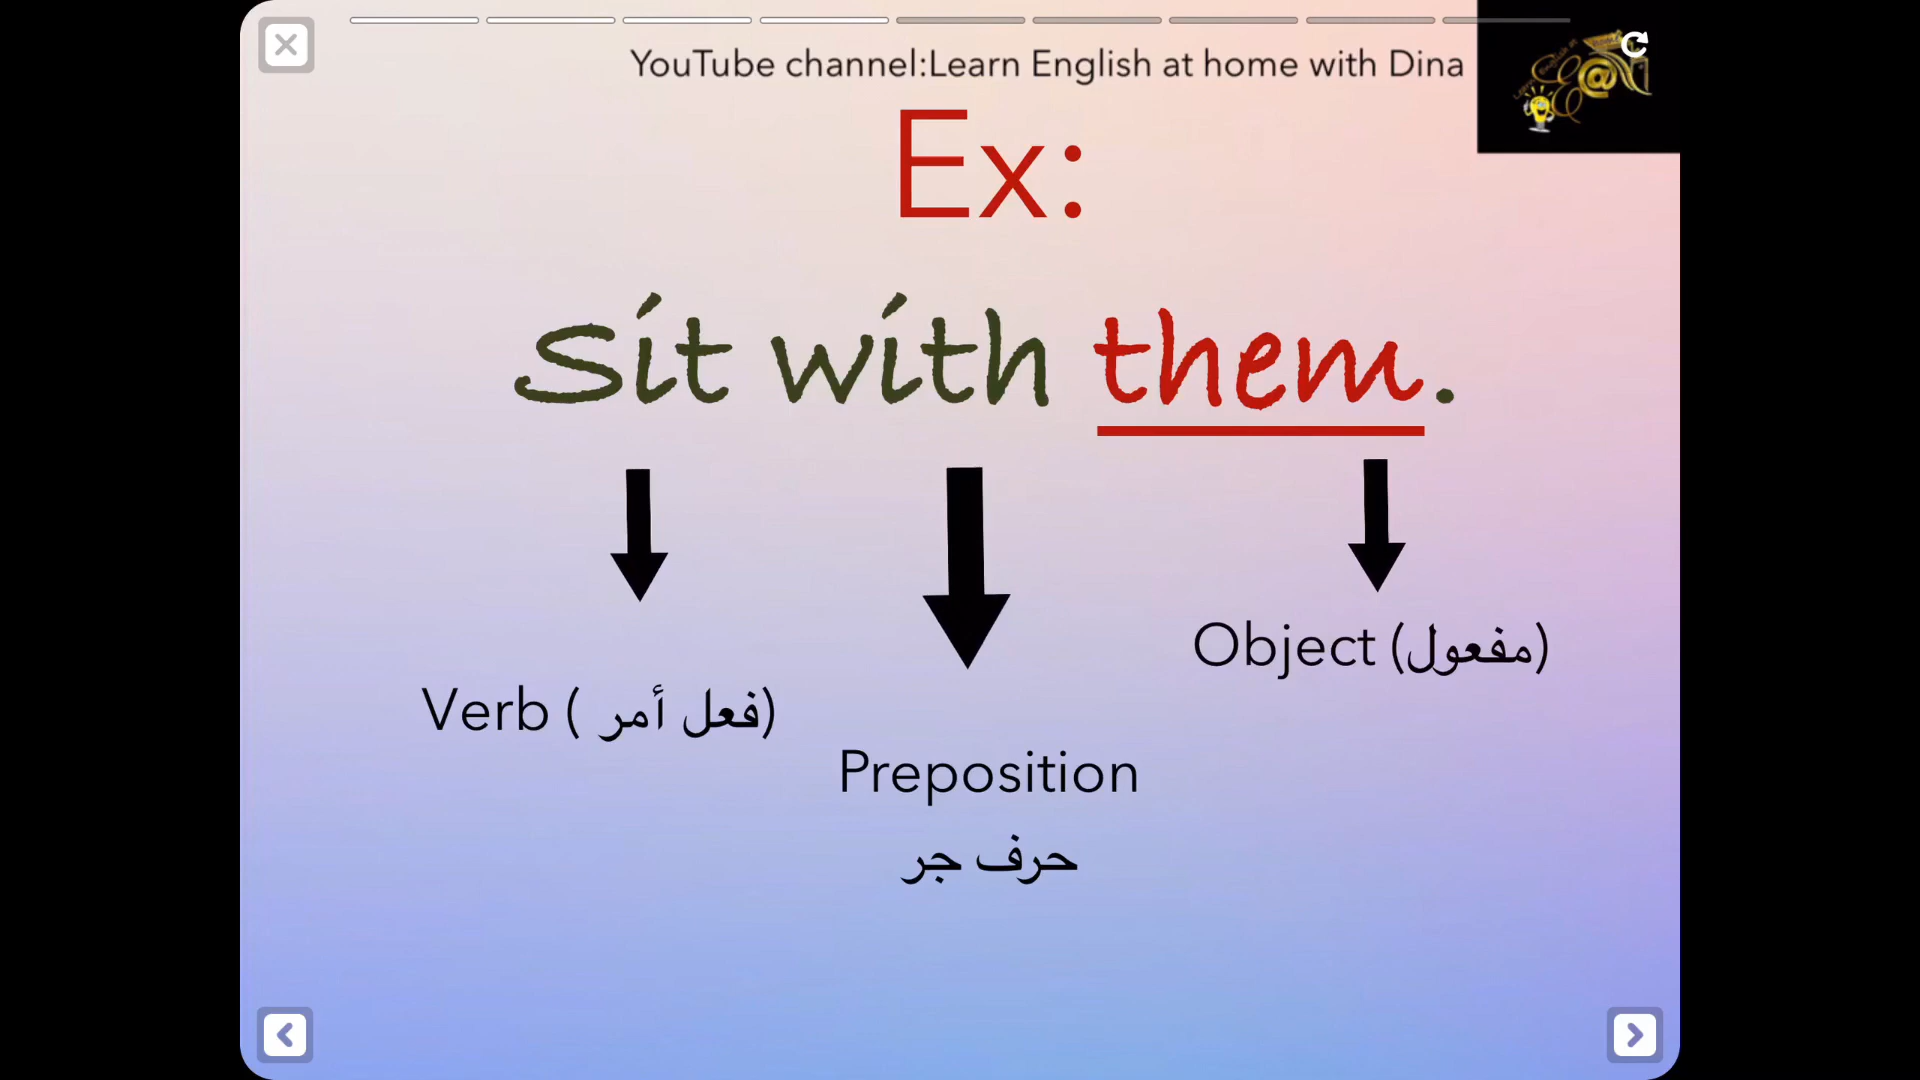 YouTube channel:Learn English at home with Dina
Ex:
Sit with them.
Object (مفعول)
Verb ( فعل أمر)
Preposition
حرف جر